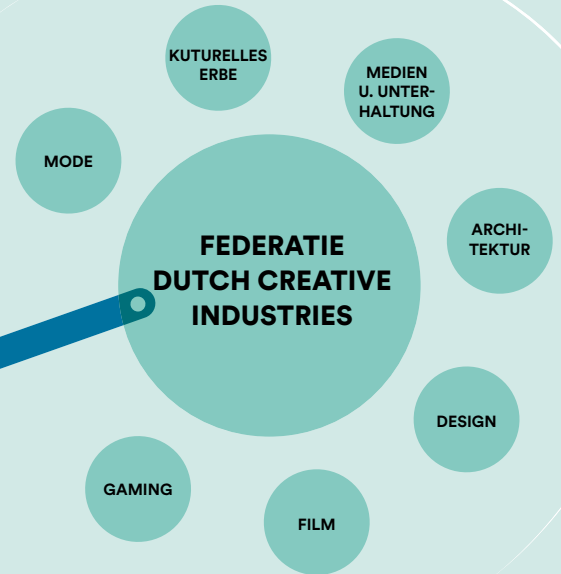 KUTURELLES
ERBE
MEDIEN
U. UNTER-
HALTUNG
MODE
ARCHI-
TEKTUR
FEDERATIE
DUTCH CREATIVE
INDUSTRIES
DESIGN
GAMING
FILM